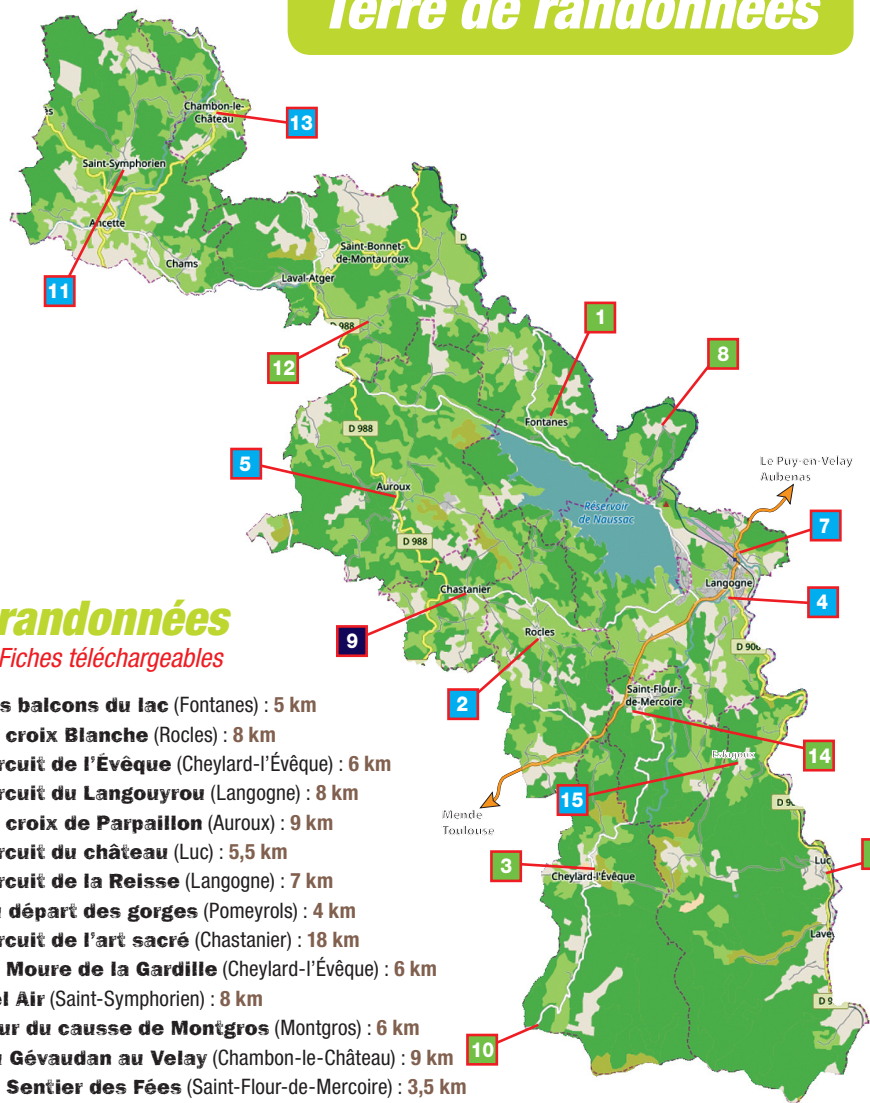 Terre de randonnées
Chambon-le-
Château
13
Saint-Symphorien
Ancette
Chams
11
Saint-Bonnet-
de-Montauroux
Laval-Atger
D
D 988
12
1
8
Fontanes
D 988
5
Auroux
Réservoir
de Naussac
Le Puy-en-Velay
Aubenas
D 988
7
Langogne
4
Chastanier
9
Rocles
D 906
2
Saint-Flour-
de-Mercoire
14
15
Mende
Toulouse
3
Cheylard-l'Évêque
Luc
D 9
10
randonnées
Fiches téléchargeables
s balcons du lac (Fontanes) : 5 km
croix Blanche (Rocles) : 8 km
rcuit de l'Évêque (Cheylard-l'Évêque) : 6 km
rcuit du Langouyrou (Langogne) : 8 km
croix de Parpaillon (Auroux) : 9 km
rcuit du château (Luc) : 5,5 km
rcuit de la Reisse (Langogne) : 7 km
départ des gorges (Pomeyrols) : 4 km
rcuit de l'art sacré (Chastanier) : 18 km
Moure de la Gardille (Cheylard-l'Évêque) : 6 km
el Air (Saint-Symphorien) : 8 km
ur du causse de Montgros (Montgros) : 6 km
u Gévaudan au Velay (Chambon-le-Château) : 9 km
Sentier des Fées (Saint-Flour-de-Mercoire) : 3,5 km